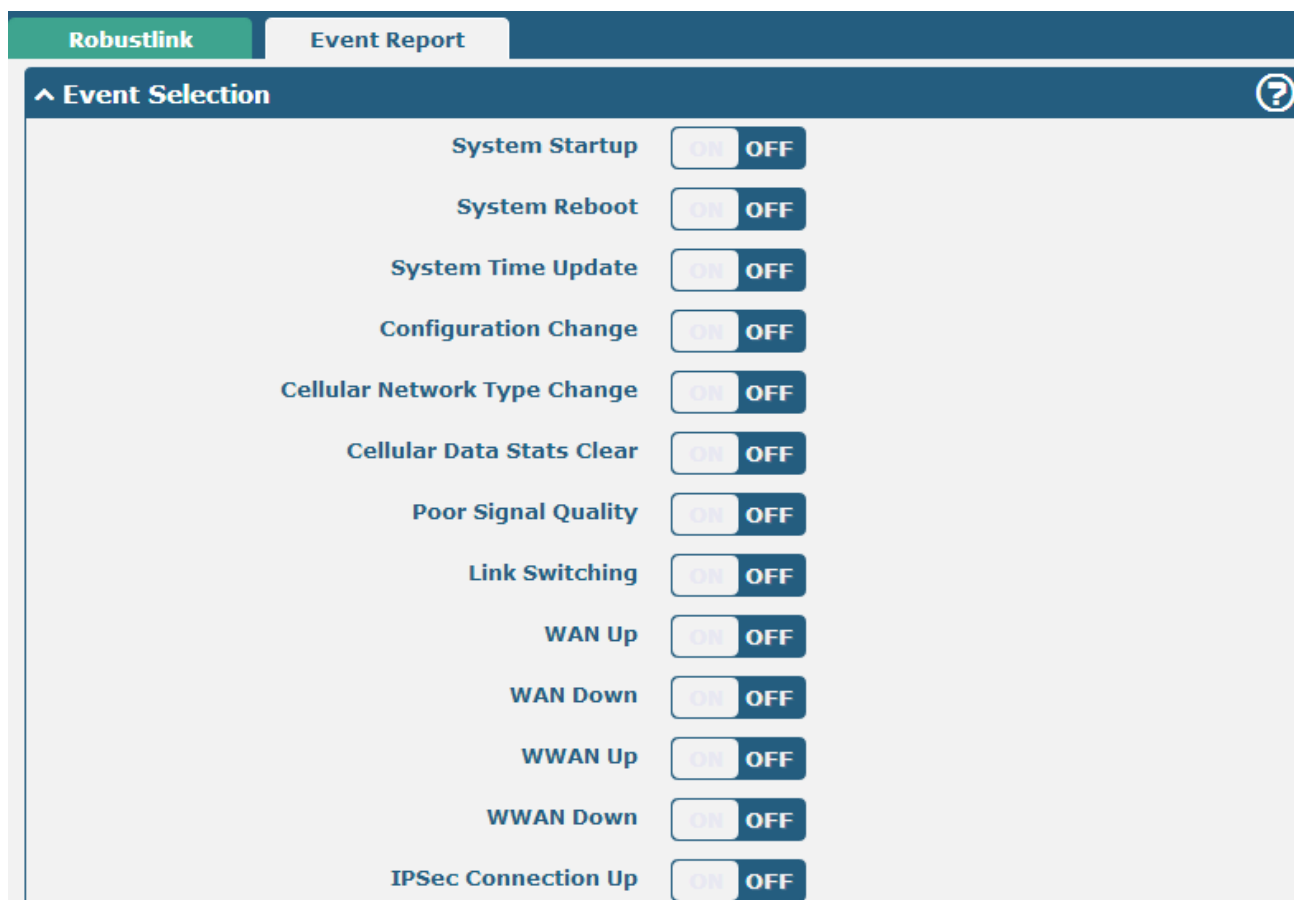 Robustlink Event Report
Event Selection ?
System Startup ON OFF
System Reboot ON OFF
System Time Update ON OFF
Configuration Change ON OFF
Cellular Network Type Change ON OFF
Cellular Data Stats Clear ON OFF
Poor Signal Quality ON OFF
Link Switching ON OFF
WAN Up ON OFF
WAN Down ON OFF
WWAN Up ON OFF
WWAN Down ON OFF
IPSec Connection Up ON OFF